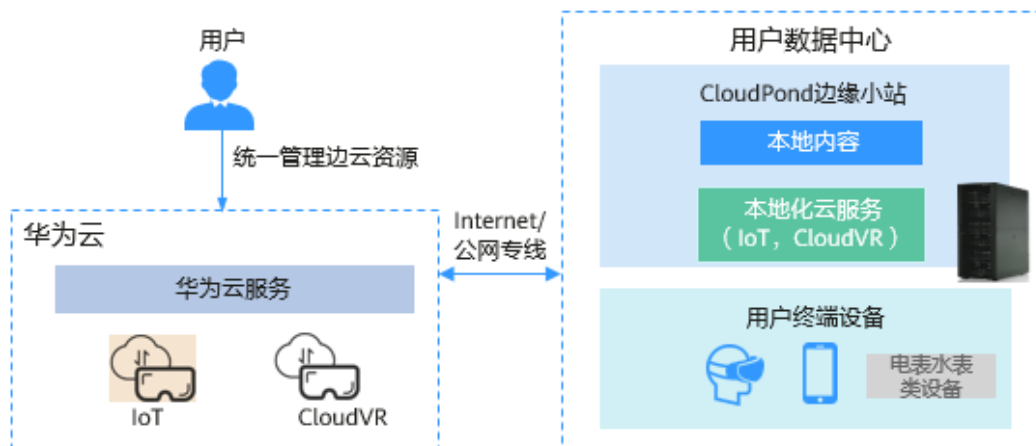 用户
统一管理边云资源
华为云
华为云服务
IoT
CloudVR
Internet/
公网专线
用户数据中心
CloudPond边缘小站
本地内容
本地化云服务
（IoT，CloudVR）
用户终端设备
电表水表
类设备